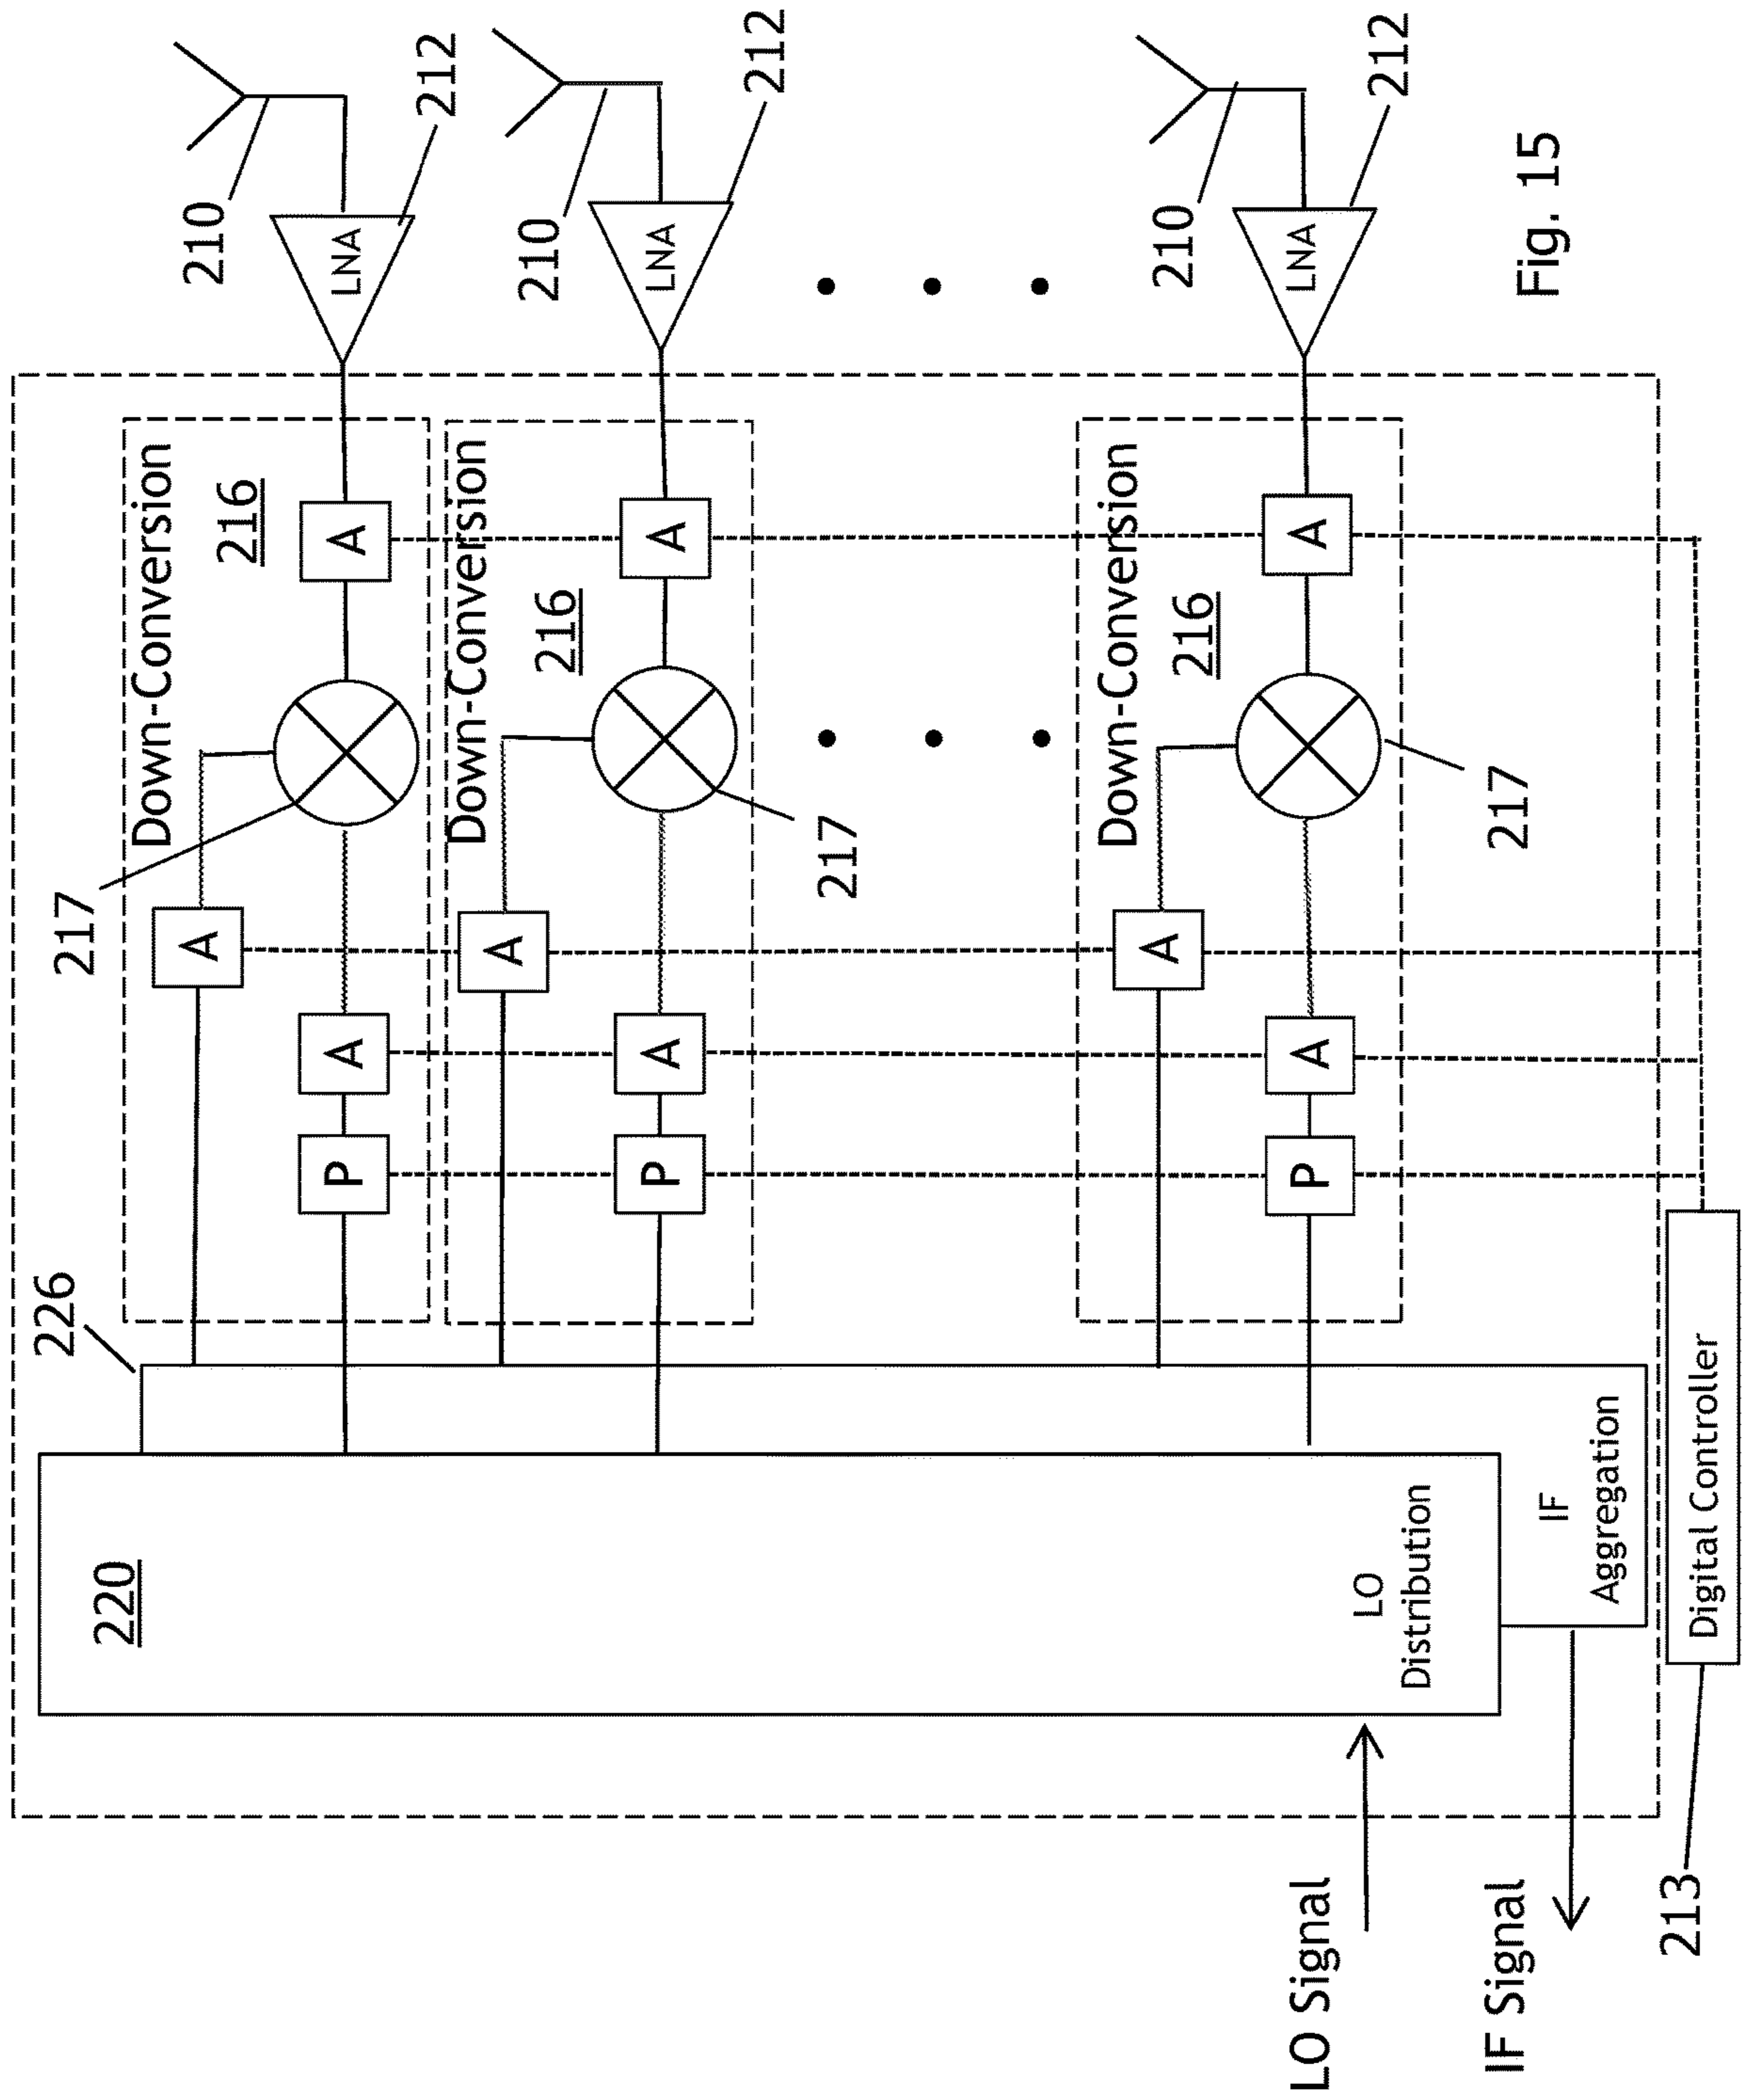 210
212
LNA
210
212
LNA
210
212
LNA
Fig. 15
Down-Conversion
216
A
217
A
A
P
Down-Conversion
216
A
217
A
A
P
Down-Conversion
216
A
217
A
A
P
226
220
LO
Distribution
IF
Aggregation
Digital Controller
213
LO Signal
IF Signal